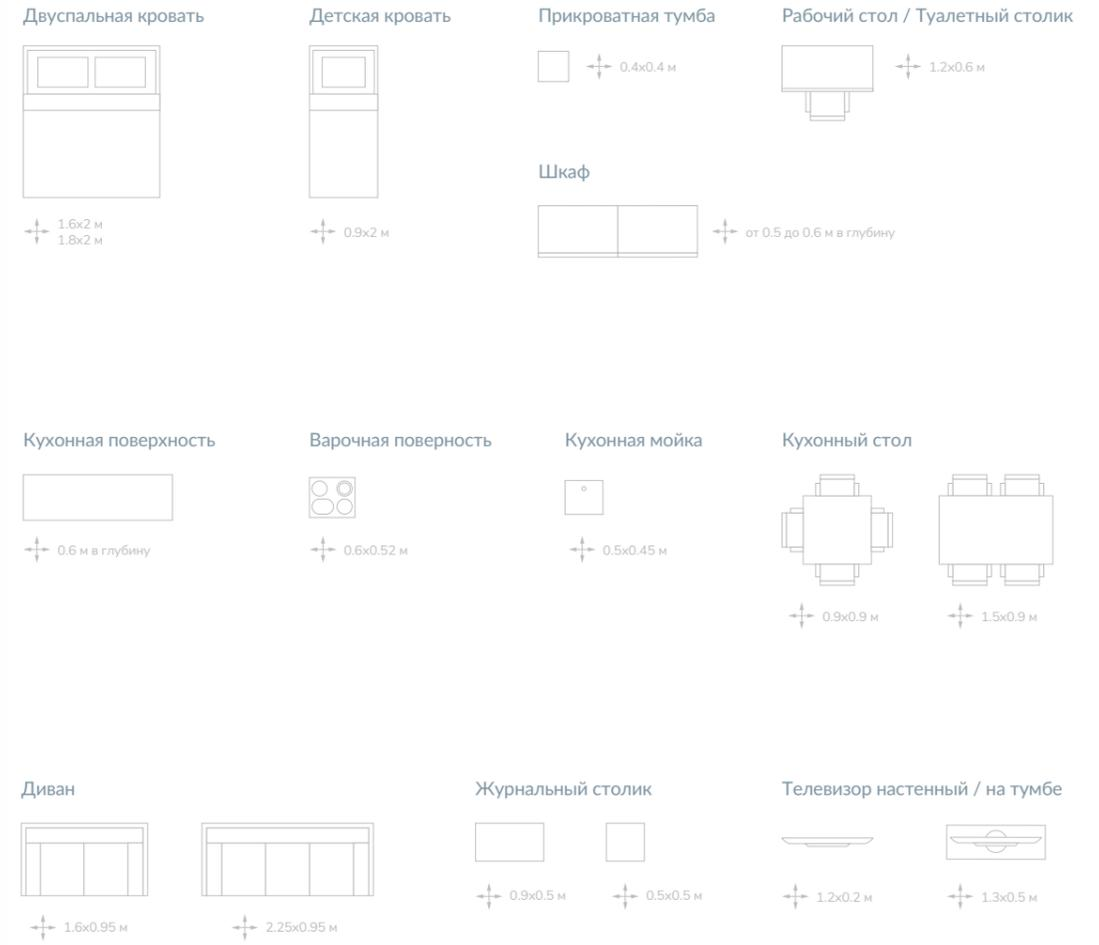 Двуспальная кровать
Детская кровать
Прикроватная тумба
Рабочий стол / Туалетный столик
0.4x0.4 м
1.2x0.6 м
Шкаф
1.6x2 м
1.8x2 м
0.9x2 м
от 0.5 до 0.6 м в глубину
Кухонная поверхность
Варочная поверность
Кухонная мойка
Кухонный стол
0.6 м в глубину
0.6x0.52 м
0.5x0.45 м
0.9x0.9 м
1.5x0.9 м
Диван
Журнальный столик
Телевизор настенный / на тумбе
0.9x0.5 м
0.5x0.5 м
1.2x0.2 м
1.3x0.5 м
1.6x0.95 м
2.25x0.95 м